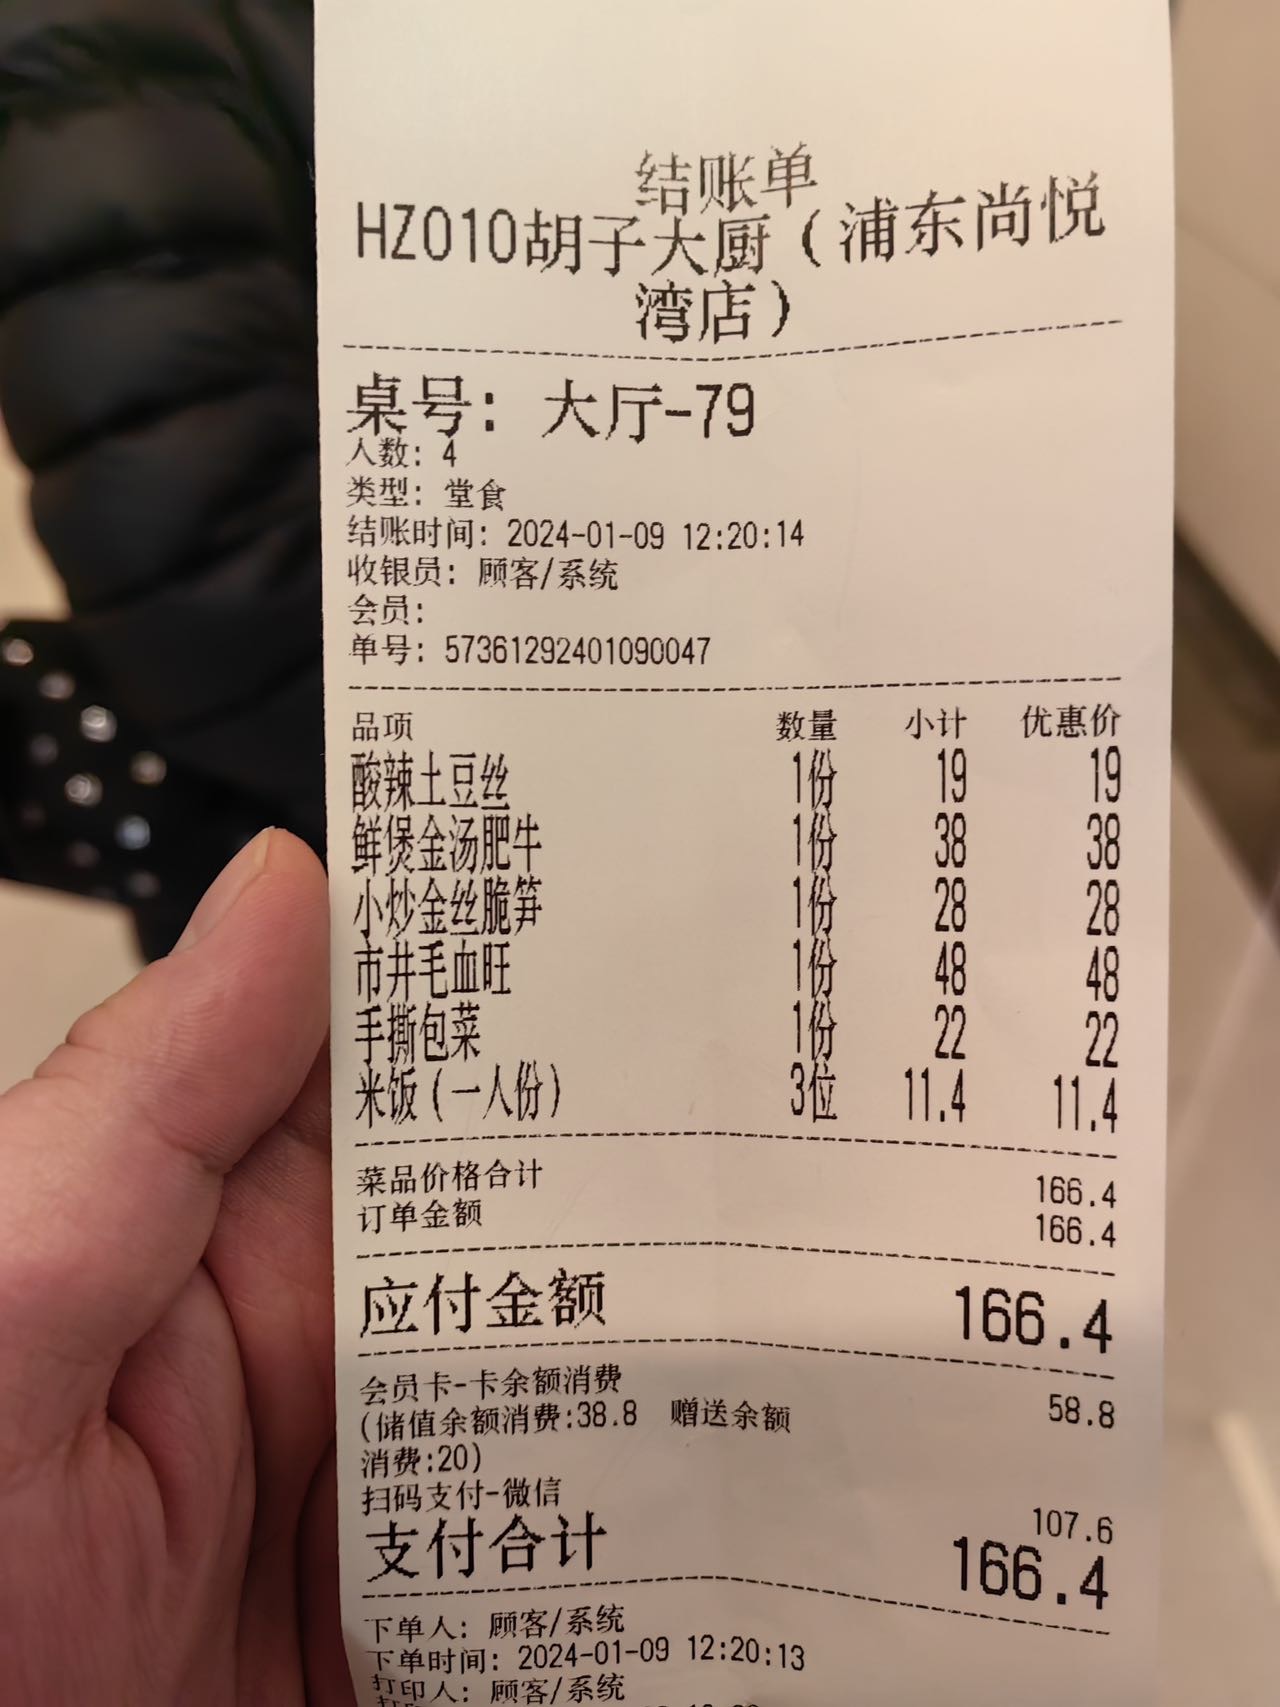 结账单
HZ010胡子大厨（浦东尚悦
湾店）
桌号：大厅-79
人数：4
类型：堂食
结账时间：2024-01-09 12:20:14
收银员：顾客/系统
会员：
单号：57361292401090047
品项 数量 小计 优惠价
酸辣土豆丝 1份 19 19
鲜煲金汤肥牛 1份 38 38
小炒金丝脆笋 1份 28 28
市井毛血旺 1份 48 48
手撕包菜 1份 22 22
米饭（一人份） 3位 11.4 11.4
菜品价格合计 166.4
订单金额 166.4
应付金额 166.4
会员卡-卡余额消费 58.8
(储值余额消费:38.8 赠送余额
消费:20)
扫码支付-微信 107.6
支付合计 166.4
下单人：顾客/系统
下单时间：2024-01-09 12:20:13
打印人：顾客/系统